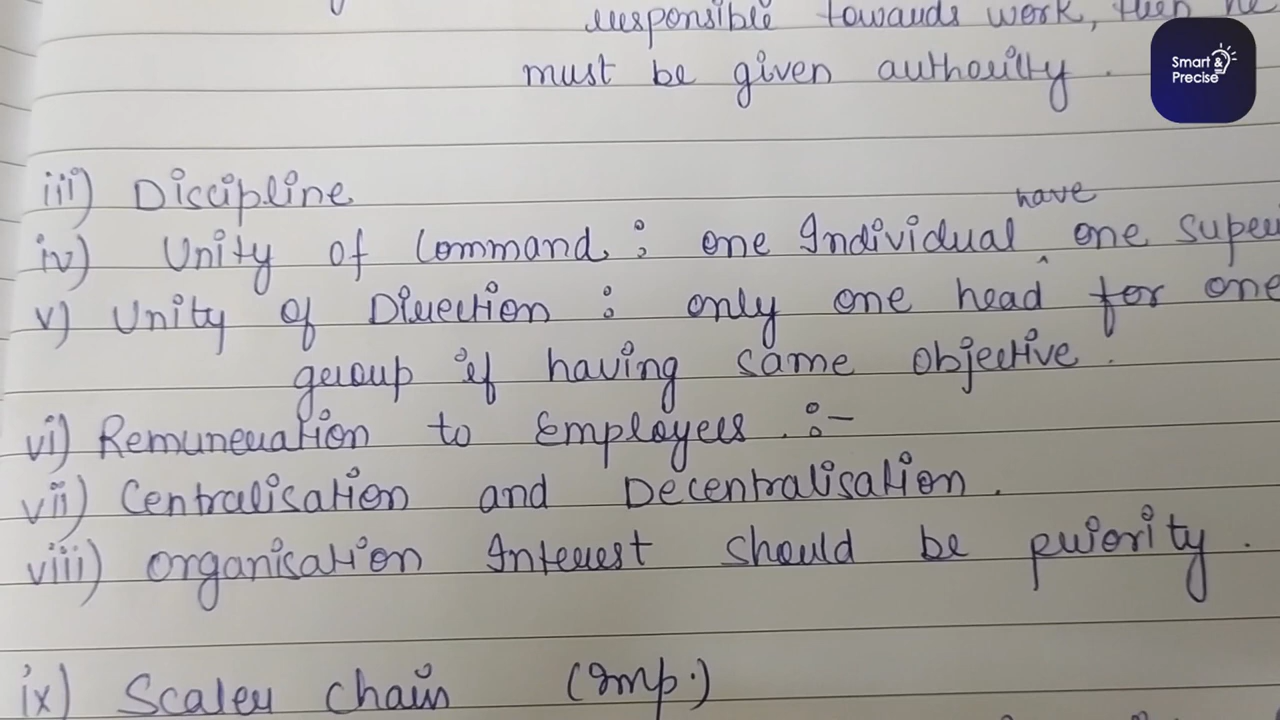 responsible towards work, then he
must be given authority.
Smart &
Precise
iii) Discipline
have
iv) Unity of Command : one Individual ^ one super
v) Unity of Direction : only one head for one
group if having same objective.
vi) Remuneration to Employees :-
vii) Centralisation and Decentralisation.
viii) Organisation Interest should be priority.
ix) Scaler Chain (Imp.)